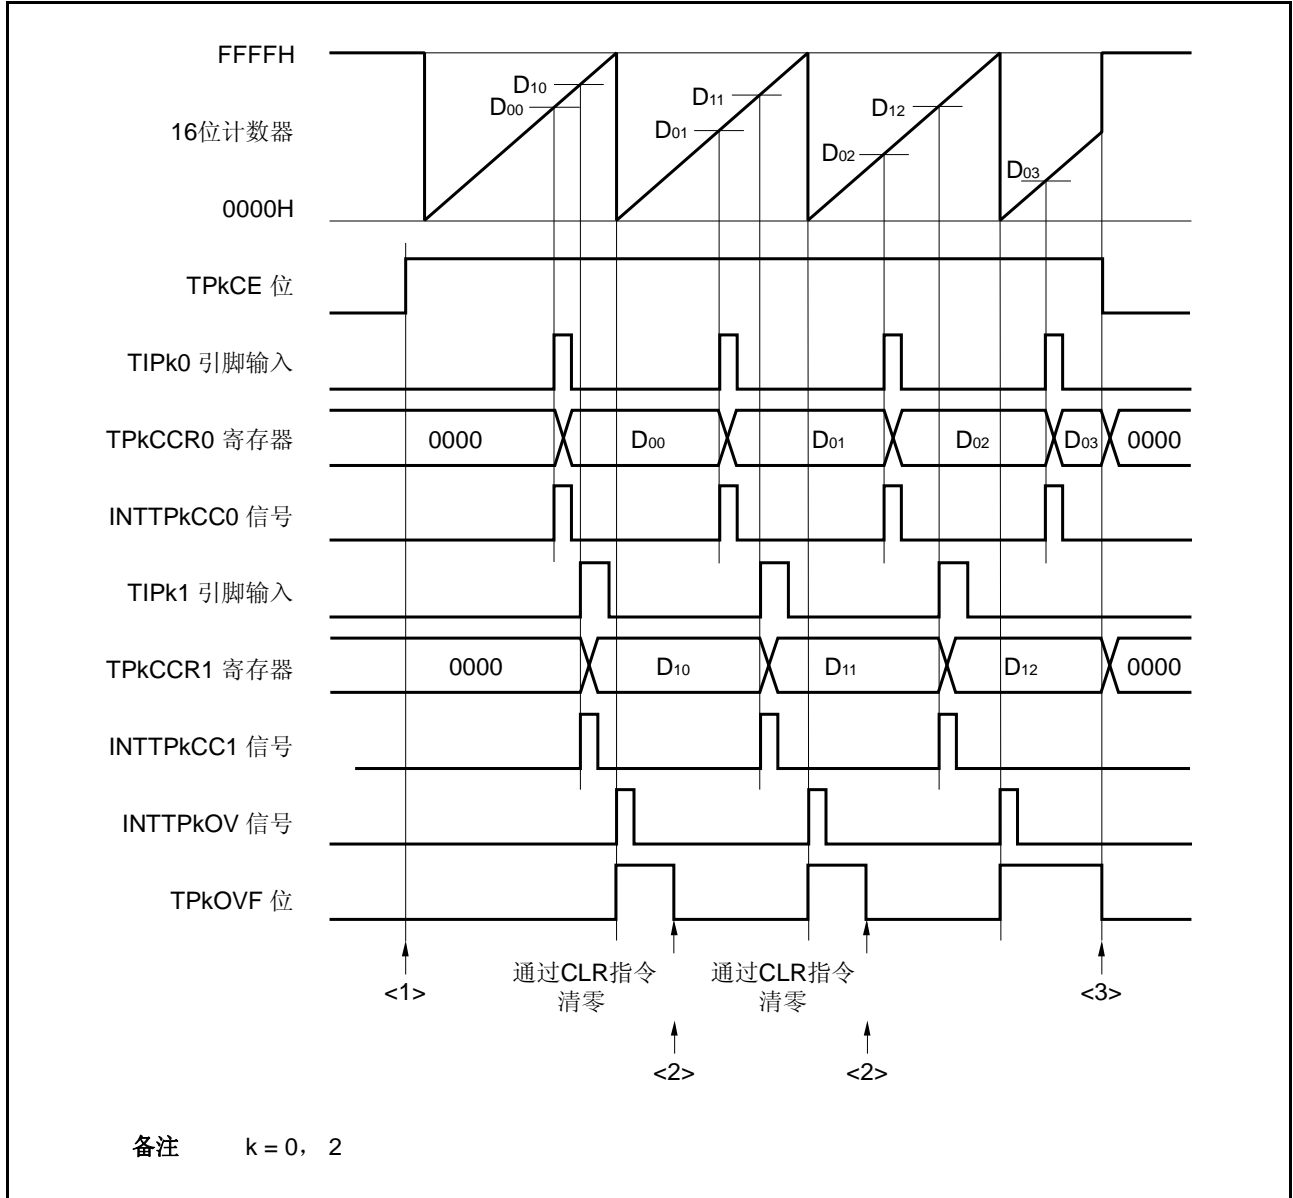 FFFFH
D10
D00
D11
D01
D12
D02
D03
16位计数器
0000H
TPkCE 位
TIPk0 引脚输入
TPkCCR0 寄存器
0000 D00 D01 D02 D03 0000
INTTPkCC0 信号
TIPk1 引脚输入
TPkCCR1 寄存器
0000 D10 D11 D12 0000
INTTPkCC1 信号
INTTPkOV 信号
TPkOVF 位
<1>
通过CLR指令
清零
通过CLR指令
清零
<3>
<2>
<2>
备注 k = 0， 2